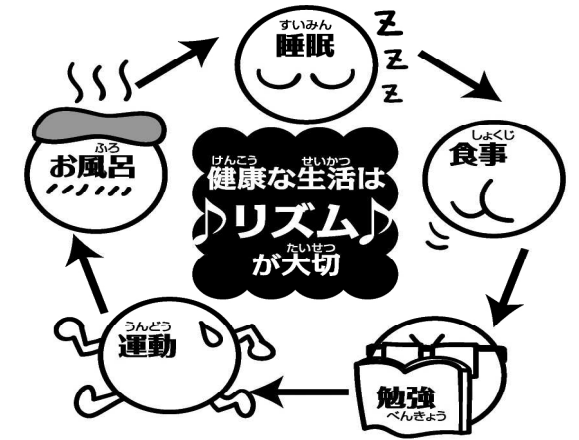 すいみん
睡眠
Z
Z
Z
しょくじ
食事
べんきょう
勉強
うんどう
運動
ふろ
お風呂
けんこう せいかつ
健康な生活は
♪リズム♪
たいせつ
が大切